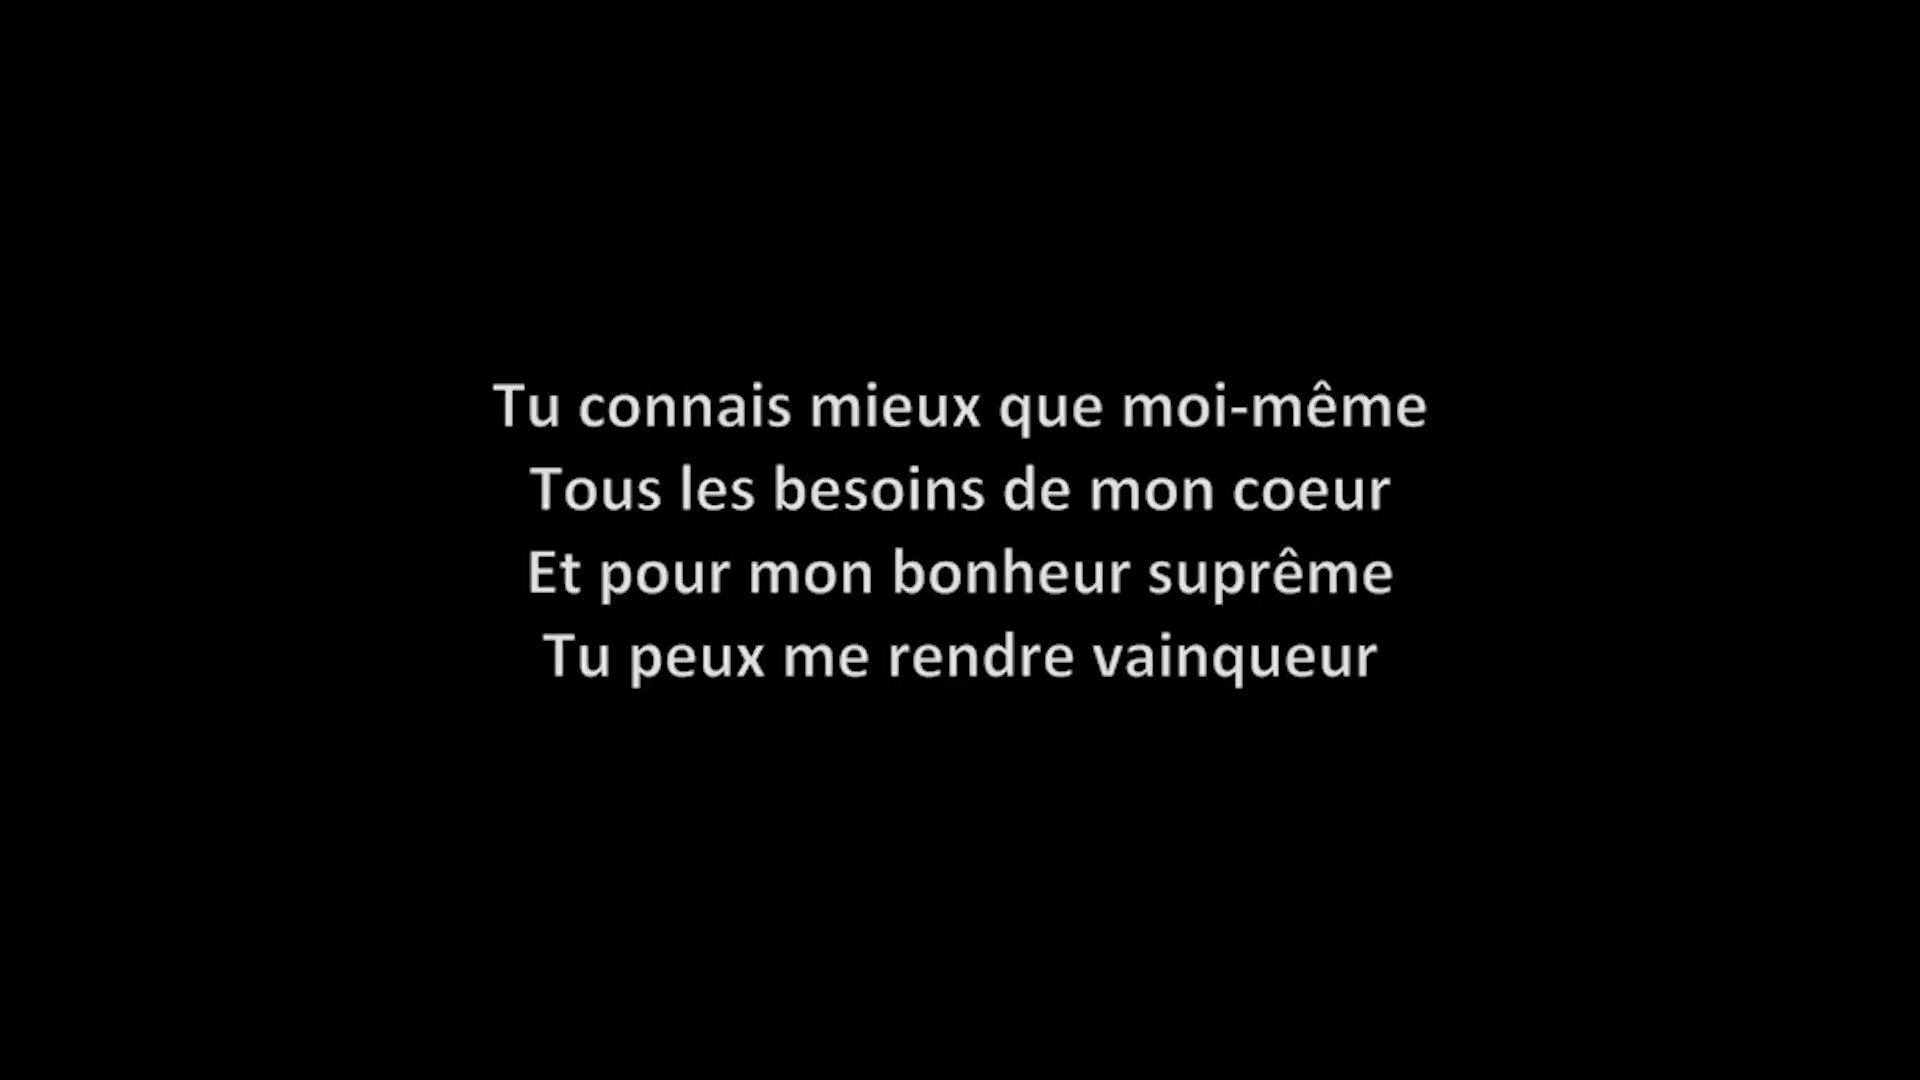 Tu connais mieux que moi-même
Tous les besoins de mon coeur
Et pour mon bonheur suprême
Tu peux me rendre vainqueur